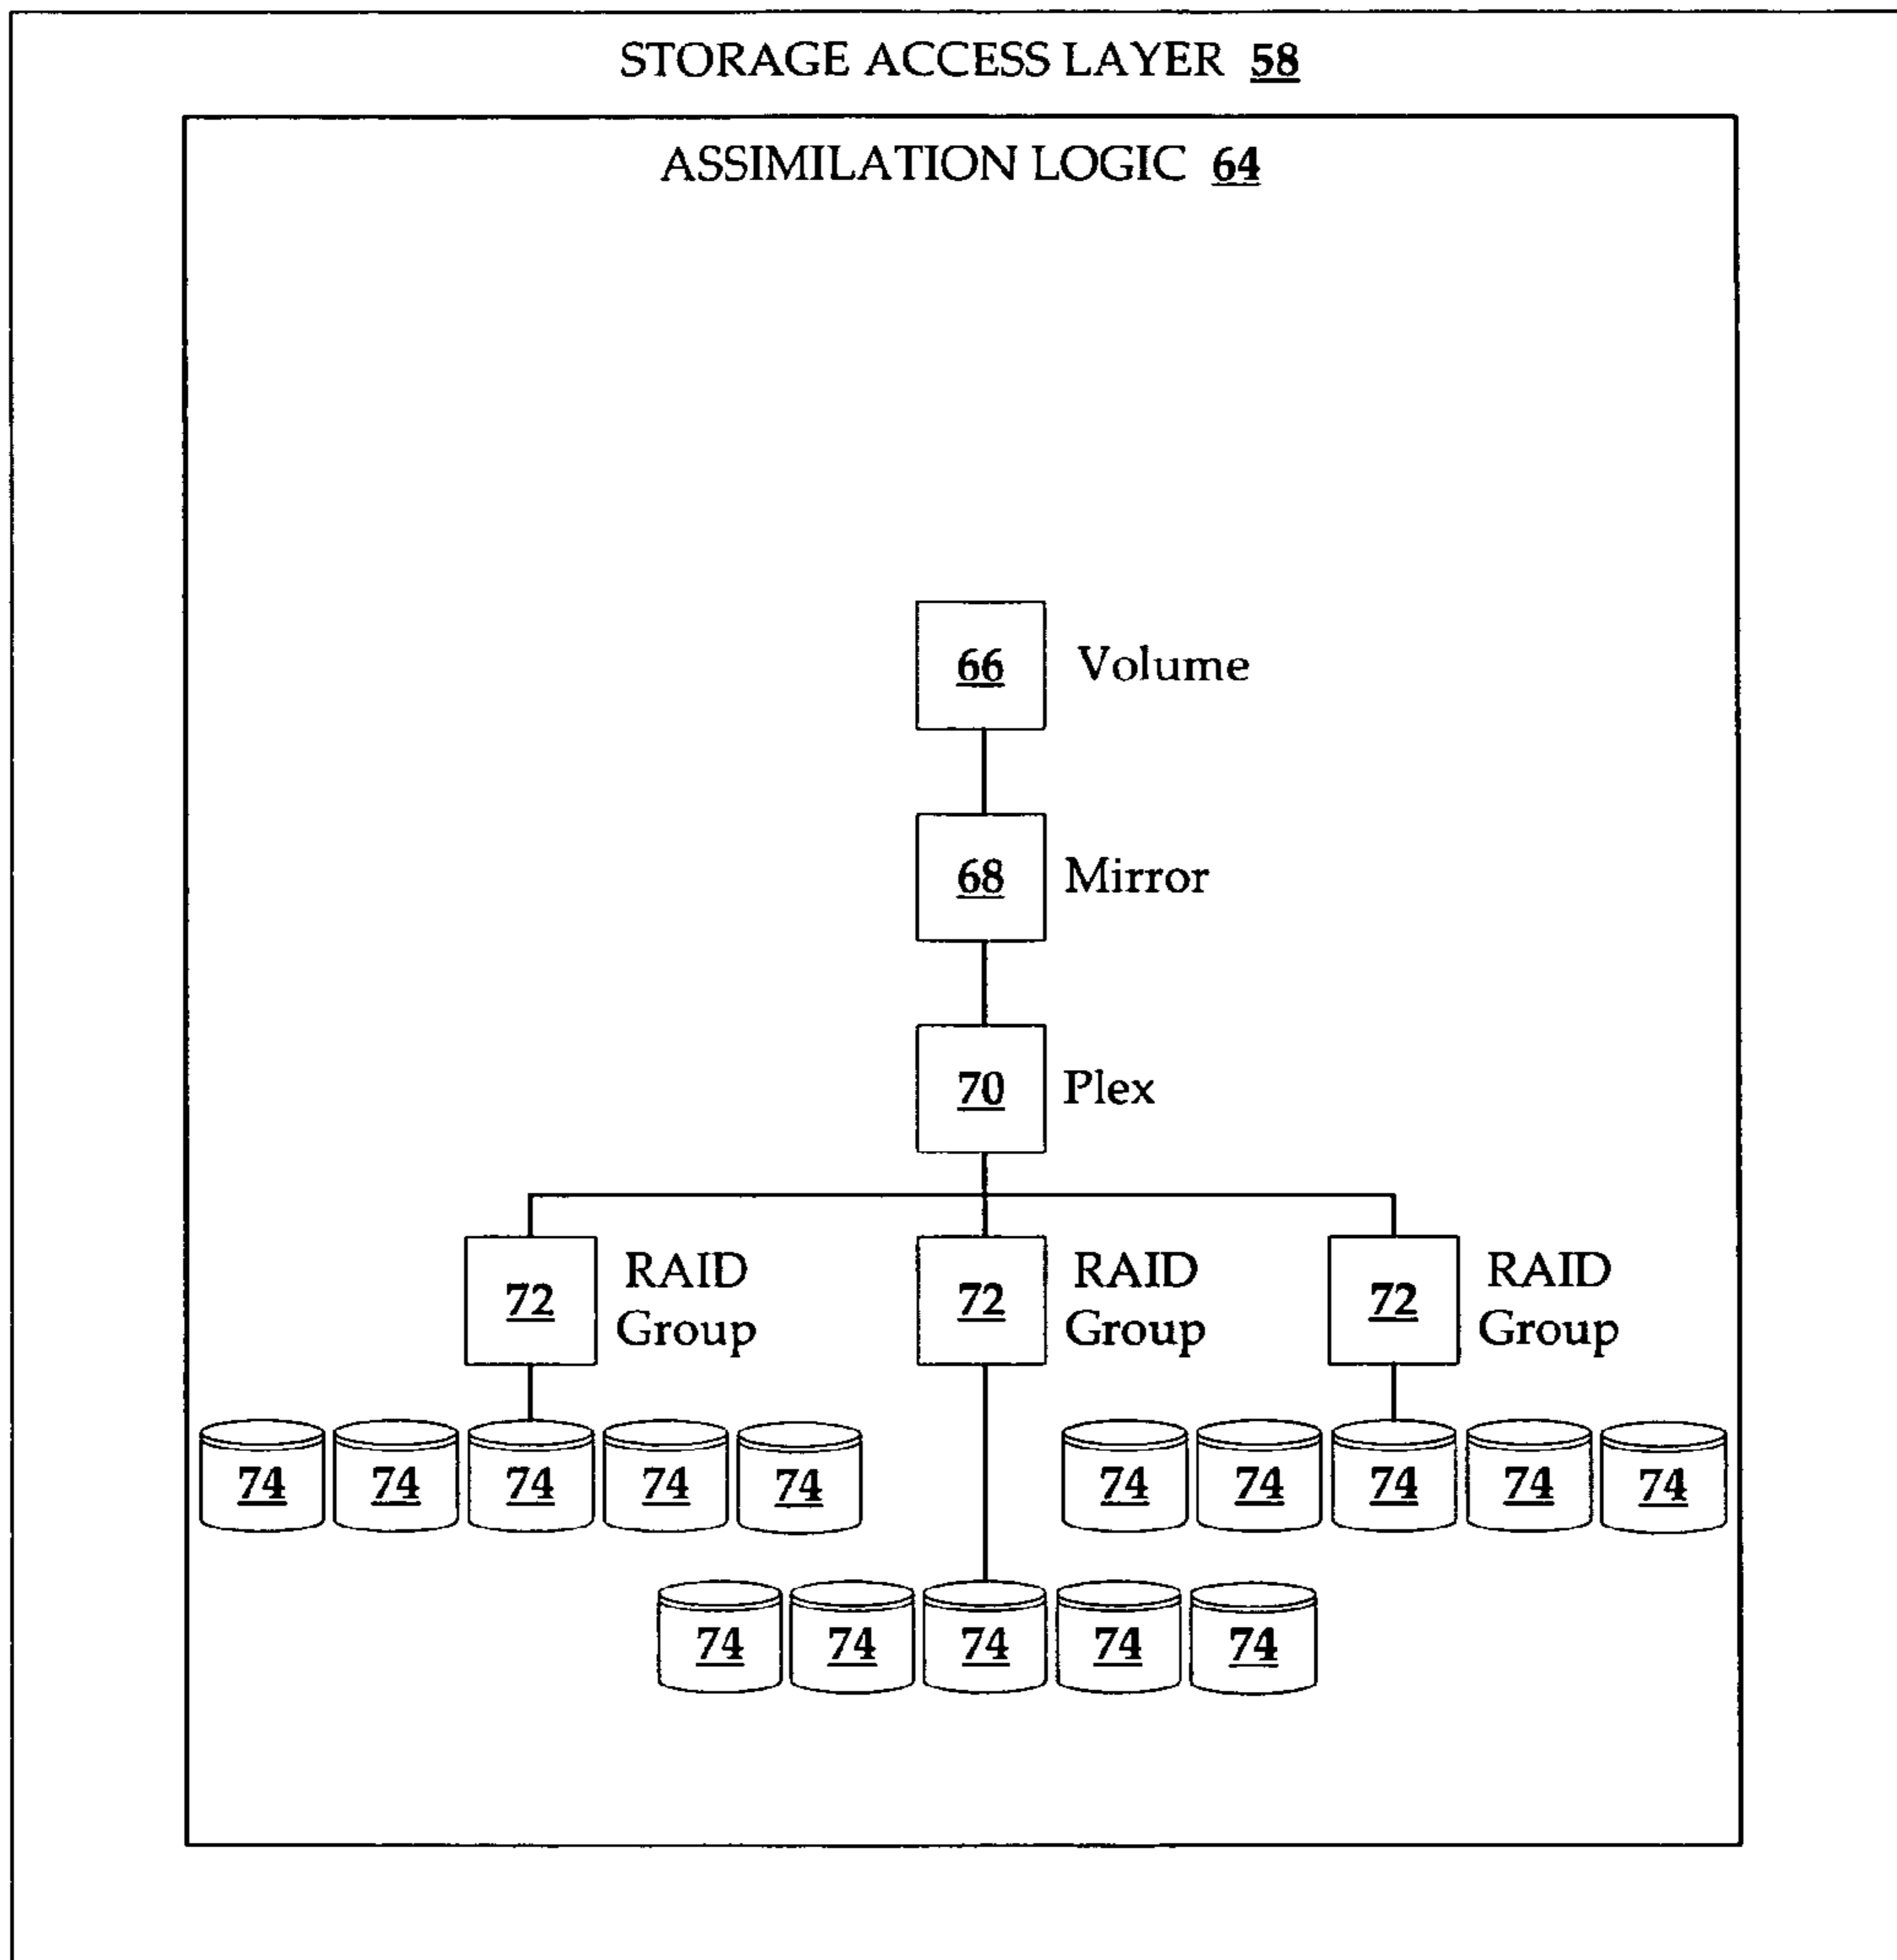 STORAGE ACCESS LAYER 58
ASSIMILATION LOGIC 64
66 Volume
68 Mirror
70 Plex
72 RAID Group
72 RAID Group
72 RAID Group
74 74 74 74 74
74 74 74 74 74
74 74 74 74 74